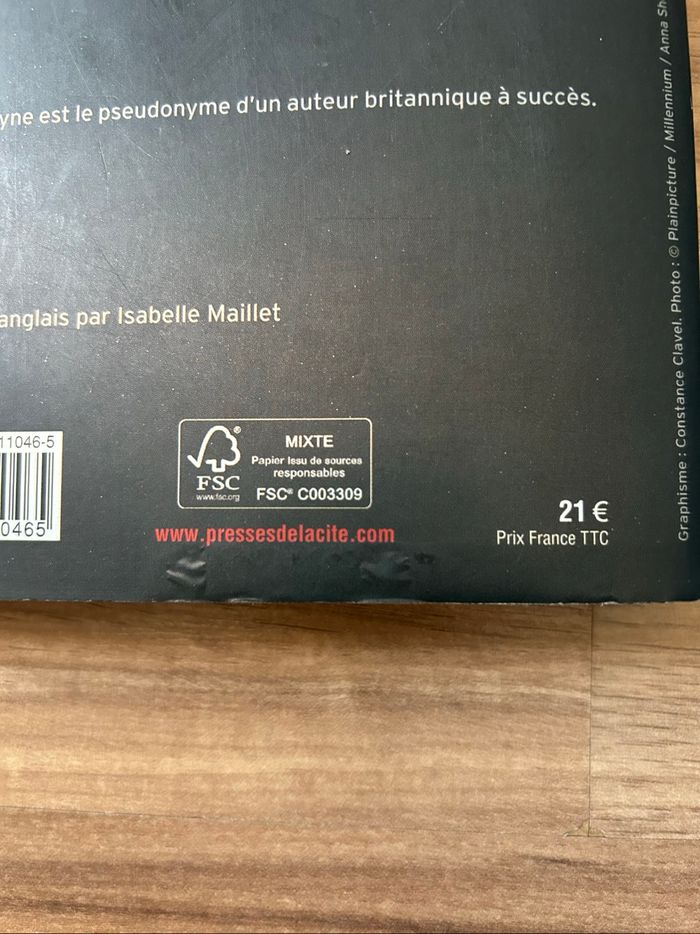 yne est le pseudonyme d'un auteur britannique à succès.
anglais par Isabelle Maillet
11046-5
0465
FSC®
www.fsc.org
MIXTE
Papier issu de sources
responsables
FSC® C003309
www.pressesdelacite.com
21 €
Prix France TTC
Graphisme : Constance Clavel. Photo : © Plainpicture / Millennium / Anna Sh